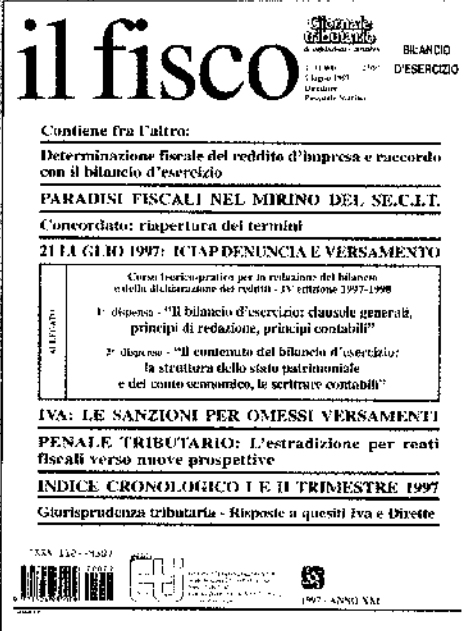 il fisco
Giornale
tributario
BILANCIO
D'ESERCIZIO
Contiene fra l'altro:
Determinazione fiscale del reddito d'impresa e raccordo
con il bilancio d'esercizio
PARADISI FISCALI NEL MIRINO DEL SE.C.I.T.
Concordato: riapertura dei termini
21 LUGLIO 1997: ICIAP DENUNCIA E VERSAMENTO
ALLEGATO
Corso teorico-pratico per la redazione del bilancio
e della dichiarazione dei redditi - IV edizione 1997-1998
1ª dispensa - "Il bilancio d'esercizio: clausole generali,
principi di redazione, principi contabili"
2ª dispensa - "Il contenuto del bilancio d'esercizio:
la struttura dello stato patrimoniale
e del conto economico, le scritture contabili"
IVA: LE SANZIONI PER OMESSI VERSAMENTI
PENALE TRIBUTARIO: L'estradizione per reati
fiscali verso nuove prospettive
INDICE CRONOLOGICO I E II TRIMESTRE 1997
Giurisprudenza tributaria - Risposte a quesiti Iva e Dirette
1997 - ANNO XXI